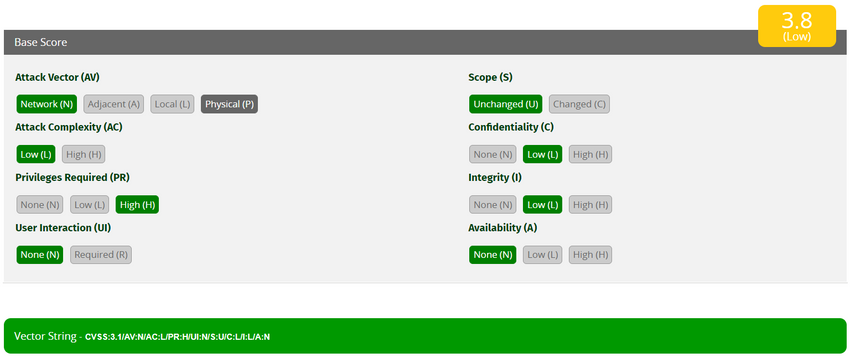 3.8
(Low)
Base Score
Attack Vector (AV)
Network (N) Adjacent (A) Local (L) Physical (P)
Attack Complexity (AC)
Low (L) High (H)
Privileges Required (PR)
None (N) Low (L) High (H)
User Interaction (UI)
None (N) Required (R)
Scope (S)
Unchanged (U) Changed (C)
Confidentiality (C)
None (N) Low (L) High (H)
Integrity (I)
None (N) Low (L) High (H)
Availability (A)
None (N) Low (L) High (H)
Vector String - CVSS:3.1/AV:N/AC:L/PR:H/UI:N/S:U/C:L/I:L/A:N